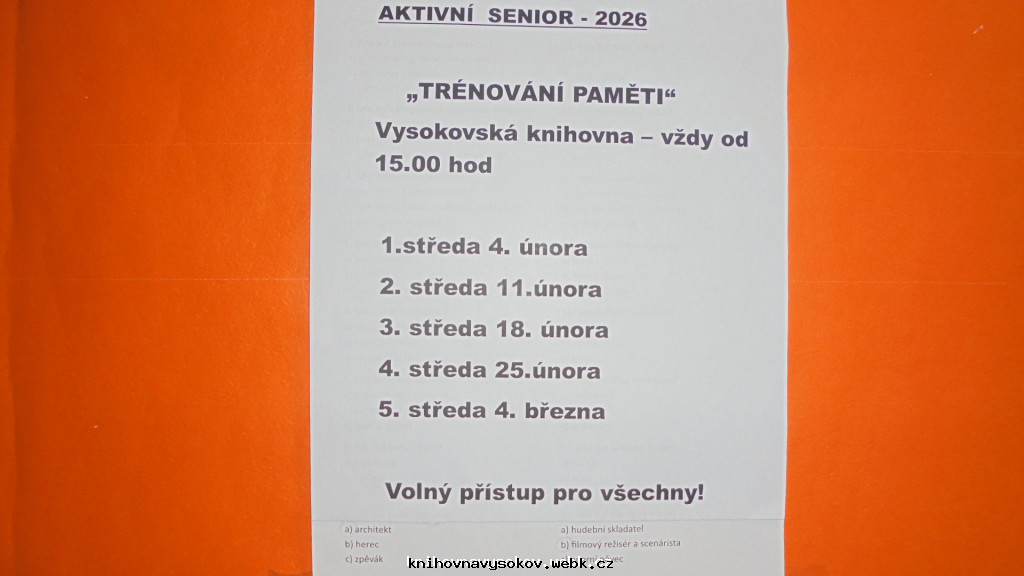 AKTIVNÍ SENIOR - 2026
„TRÉNOVÁNÍ PAMĚTI“
Vysokovská knihovna – vždy od
15.00 hod
1.středa 4. února
2. středa 11.února
3. středa 18. února
4. středa 25.února
5. středa 4. března
Volný přístup pro všechny!
a) architekt
a) hudební skladatel
b) herec
b) filmový režisér a scenárista
c) zpěvák
knihovnavysokov.webk.cz